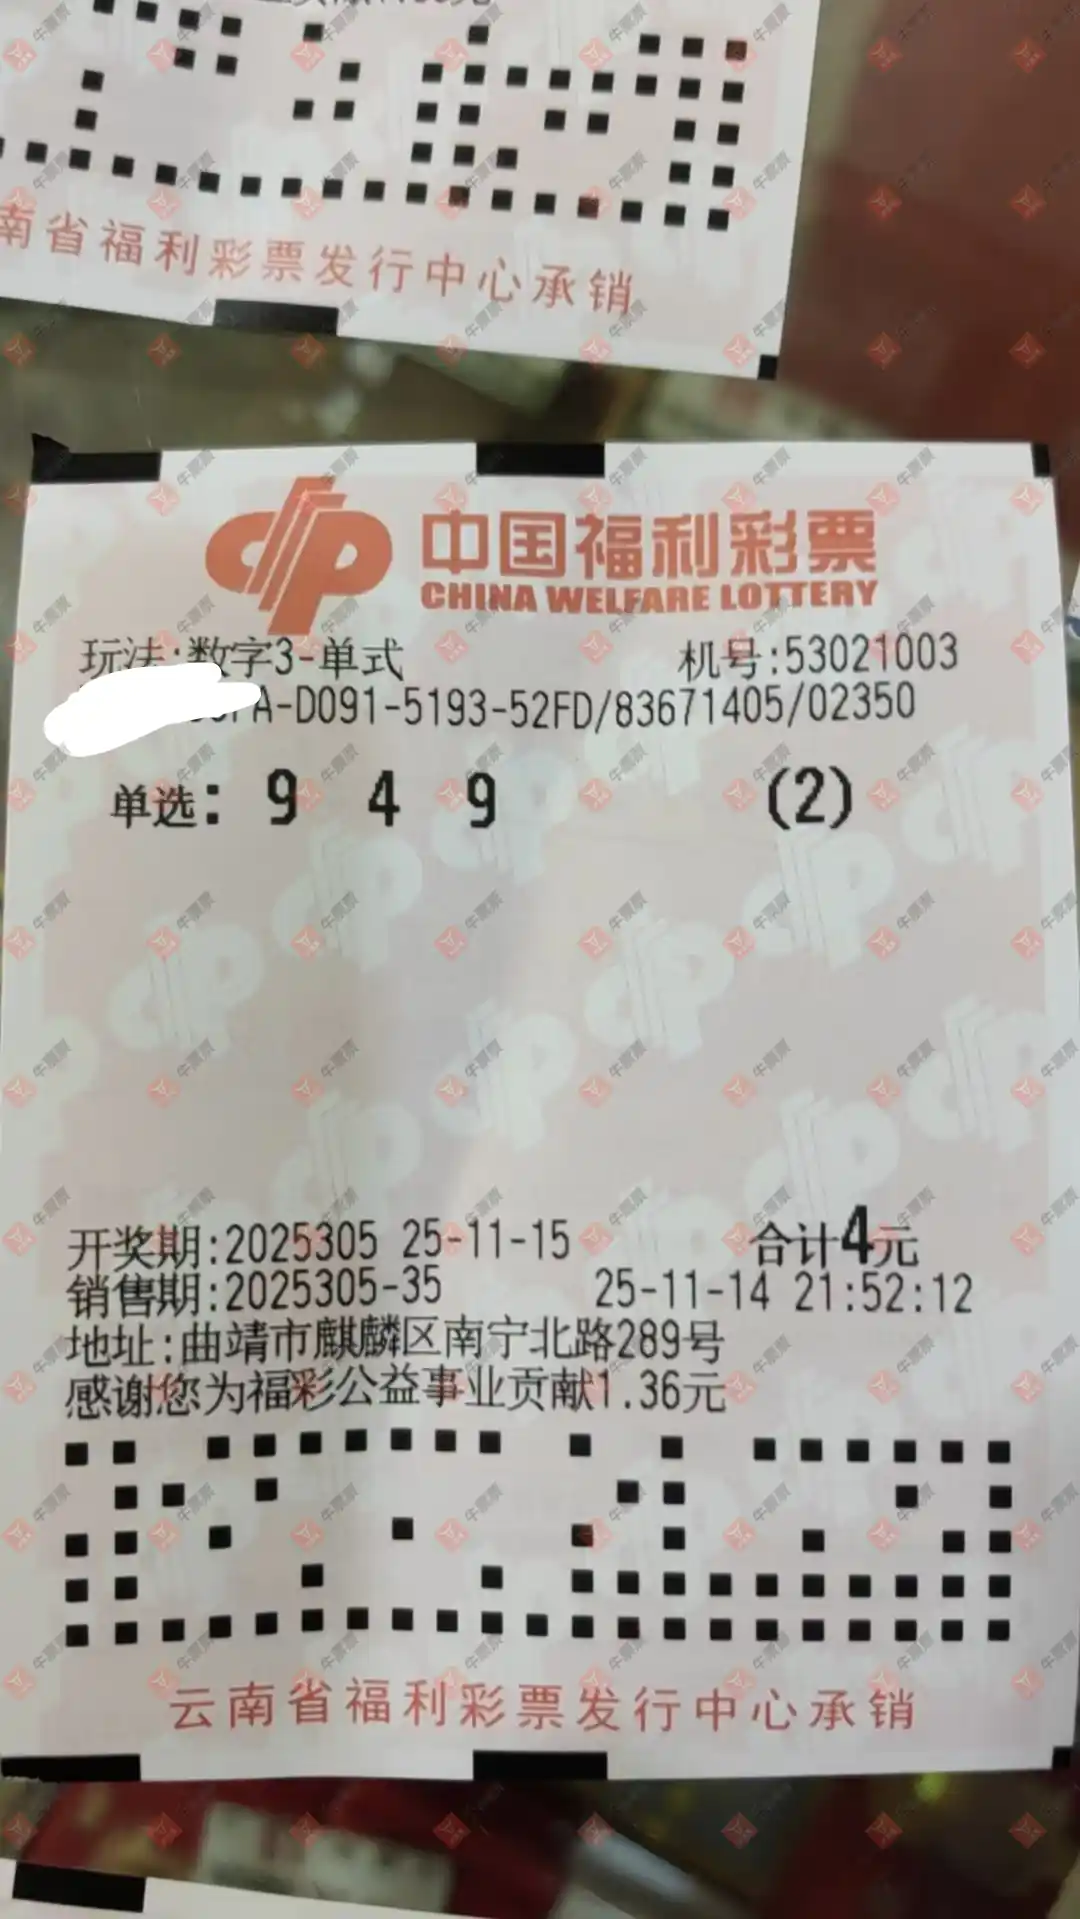 南省福利彩票发行中心承销
中国福利彩票
CHINA WELFARE LOTTERY
玩法:数字3-单式 机号:53021003
A-D091-5193-52FD/83671405/02350
单选: 9 4 9 (2)
开奖期:2025305 25-11-15 合计4元
销售期:2025305-35 25-11-14 21:52:12
地址:曲靖市麒麟区南宁北路289号
感谢您为福彩公益事业贡献1.36元
云南省福利彩票发行中心承销
牛票票